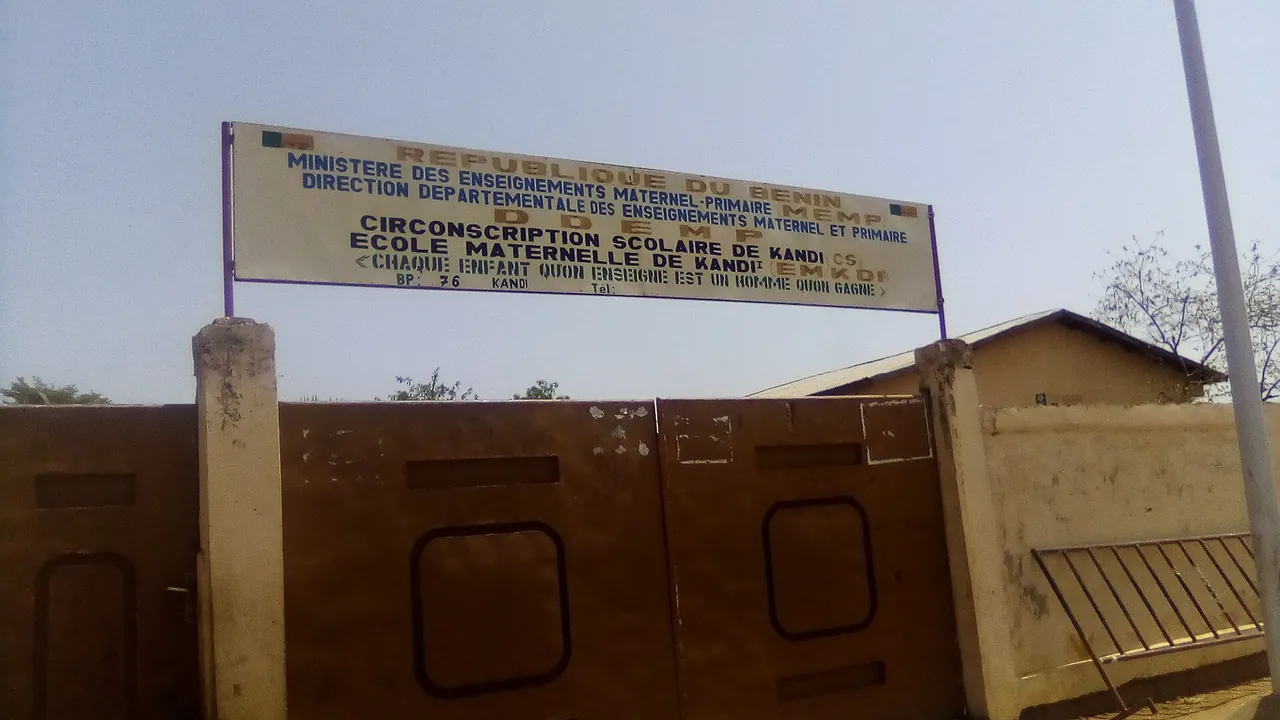 REPUBLIQUE DU BENIN
MINISTERE DES ENSEIGNEMENTS MATERNEL-PRIMAIRE MEMP
DIRECTION DEPARTEMENTALE DES ENSEIGNEMENTS MATERNEL ET PRIMAIRE
D D E M P
CIRCONSCRIPTION SCOLAIRE DE KANDI (CS)
ECOLE MATERNELLE DE KANDI I (EMKDI)
<CHAQUE ENFANT QUON ENSEIGNE EST UN HOMME QUON GAGNE>
BP: 76 KANDI Tél: